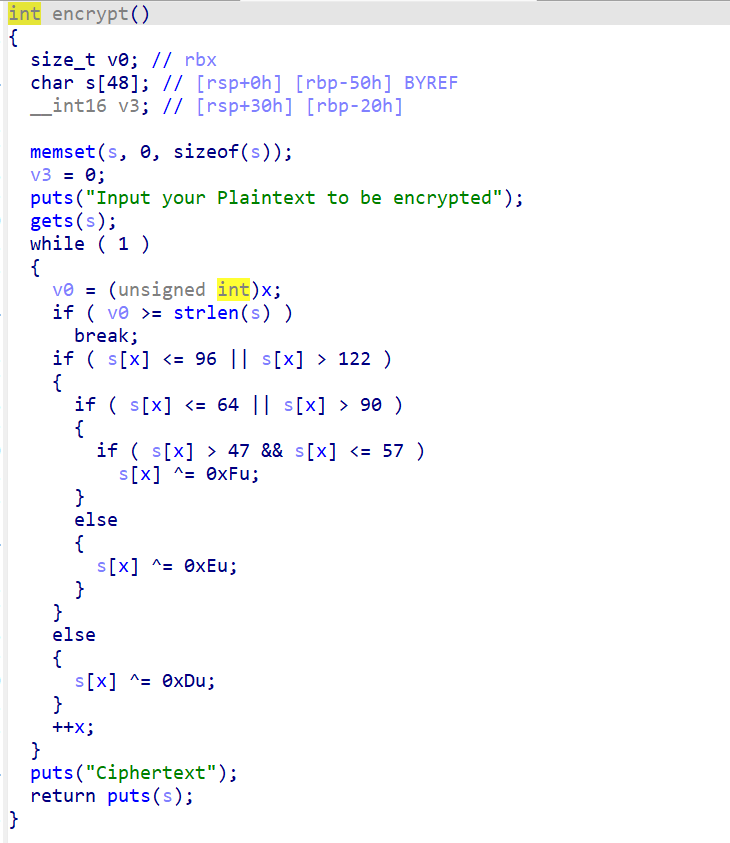 int encrypt()
{
  size_t v0; // rbx
  char s[48]; // [rsp+0h] [rbp-50h] BYREF
  __int16 v3; // [rsp+30h] [rbp-20h]

  memset(s, 0, sizeof(s));
  v3 = 0;
  puts("Input your Plaintext to be encrypted");
  gets(s);
  while ( 1 )
  {
    v0 = (unsigned int)x;
    if ( v0 >= strlen(s) )
      break;
    if ( s[x] <= 96 || s[x] > 122 )
    {
      if ( s[x] <= 64 || s[x] > 90 )
      {
        if ( s[x] > 47 && s[x] <= 57 )
          s[x] ^= 0xFu;
      }
      else
      {
        s[x] ^= 0xEu;
      }
    }
    else
    {
      s[x] ^= 0xDu;
    }
    ++x;
  }
  puts("Ciphertext");
  return puts(s);
}